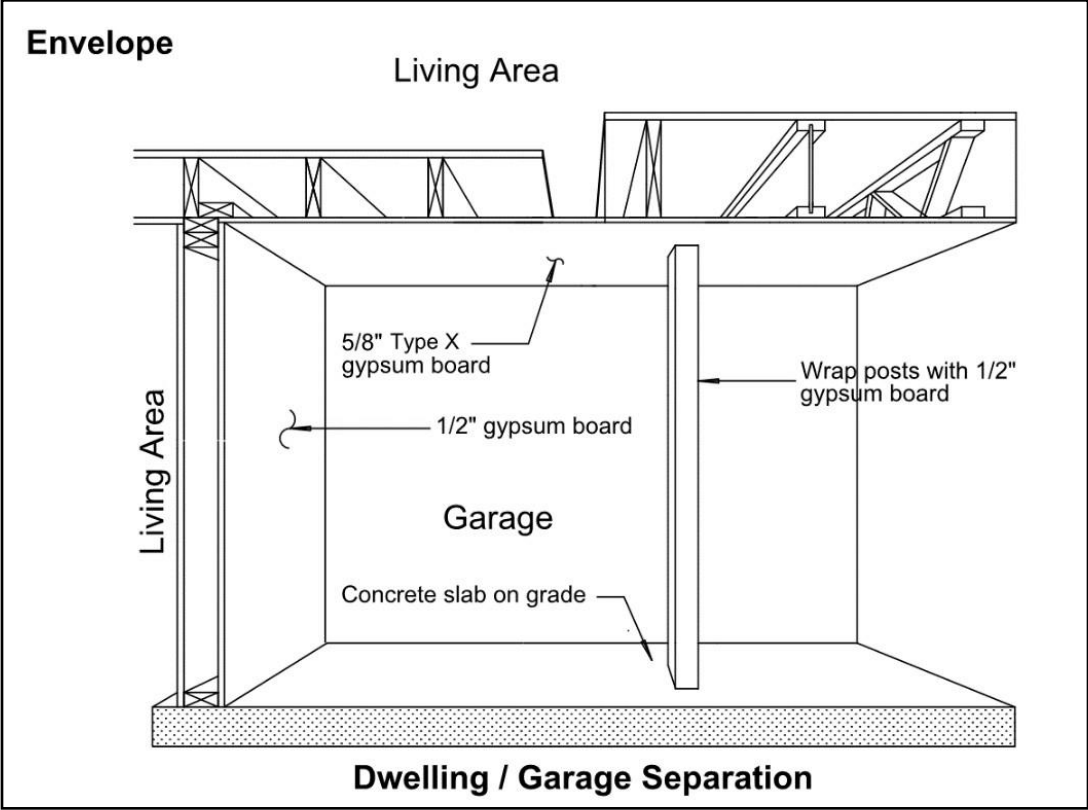 Envelope
Living Area
5/8" Type X
gypsum board
Wrap posts with 1/2"
gypsum board
1/2" gypsum board
Living Area
Garage
Concrete slab on grade
Dwelling / Garage Separation